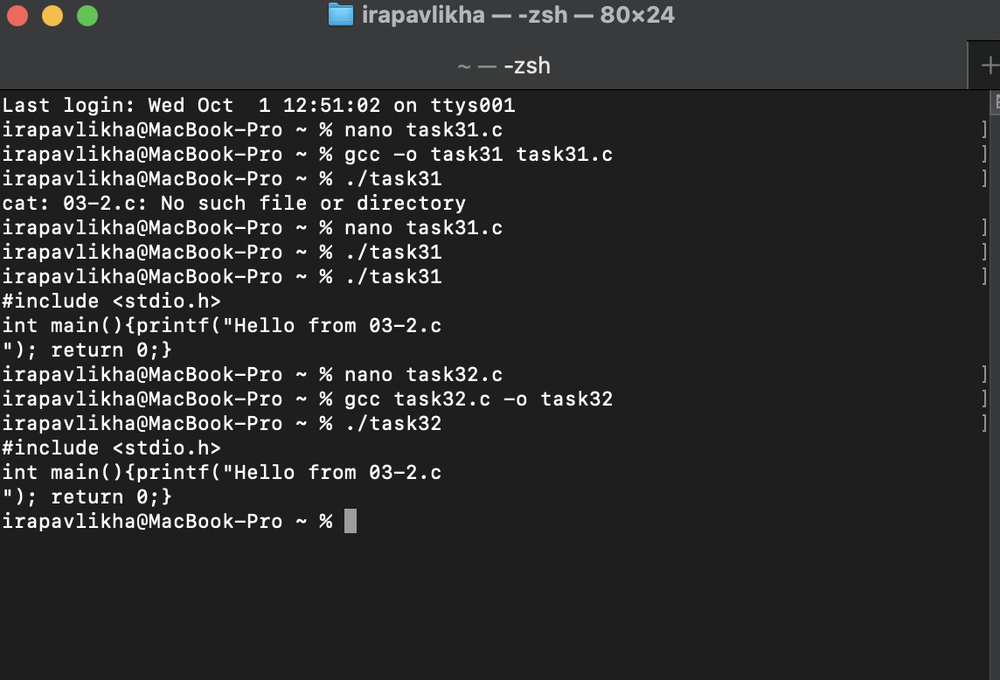 irapavlikha — -zsh — 80×24
~ — -zsh
Last login: Wed Oct  1 12:51:02 on ttys001
irapavlikha@MacBook-Pro ~ % nano task31.c
irapavlikha@MacBook-Pro ~ % gcc -o task31 task31.c
irapavlikha@MacBook-Pro ~ % ./task31
cat: 03-2.c: No such file or directory
irapavlikha@MacBook-Pro ~ % nano task31.c
irapavlikha@MacBook-Pro ~ % ./task31
irapavlikha@MacBook-Pro ~ % ./task31
#include <stdio.h>
int main(){printf("Hello from 03-2.c
"); return 0;}
irapavlikha@MacBook-Pro ~ % nano task32.c
irapavlikha@MacBook-Pro ~ % gcc task32.c -o task32
irapavlikha@MacBook-Pro ~ % ./task32
#include <stdio.h>
int main(){printf("Hello from 03-2.c
"); return 0;}
irapavlikha@MacBook-Pro ~ %